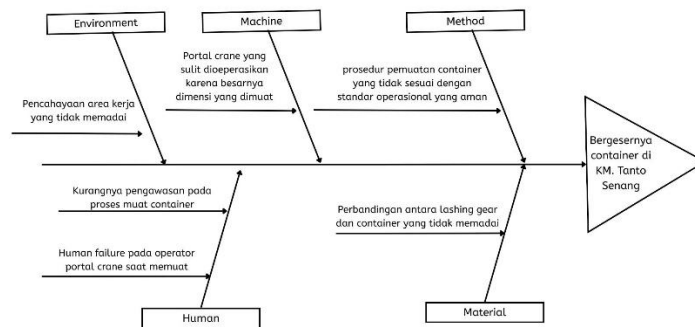 Environment
Machine
Method
Portal crane yang
sulit dioeperasikan
karena besarnya
dimensi yang dimuat
prosedur pemuatan container
yang tidak sesuai dengan
standar operasional yang aman
Pencahayaan area kerja
yang tidak memadai
Bergesernya
container di
KM. Tanto
Senang
Kurangnya pengawasan pada
proses muat container
Perbandingan antara lashing gear
dan container yang tidak memadai
Human failure pada operator
portal crane saat memuat
Human
Material